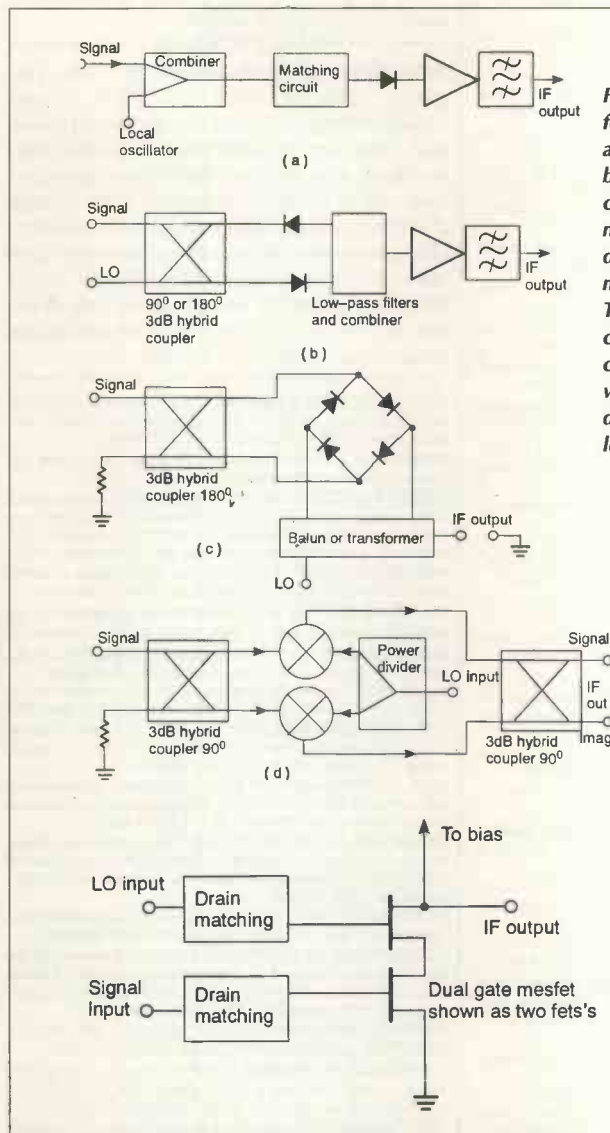 Signal
Combiner
Matching
circuit
IF
output
Local
oscillator
(a)
Signal
LO
90° or 180°
3dB hybrid
coupler
Low-pass filters
and combiner
IF
output
(b)
Signal
3dB hybrid
coupler 180°
(c)
Balun or transformer
IF output
LO
Signal
3dB hybrid
coupler 90°
Power
divider
LO input
Signal
IF
out
Imag
3dB hybrid
coupler 90°
(d)
To bias
LO input
Drain
matching
IF output
Signal
Input
Drain
matching
Dual gate mesfet
shown as two fets's